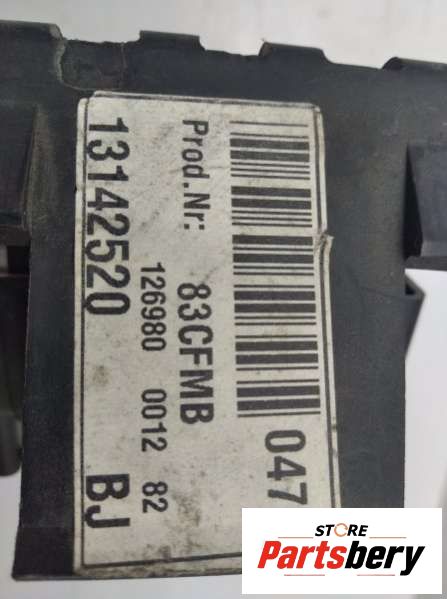 047
Prod.Nr: 83CFMB
126980 0012 82
13142520 BJ
STORE
Partsbery